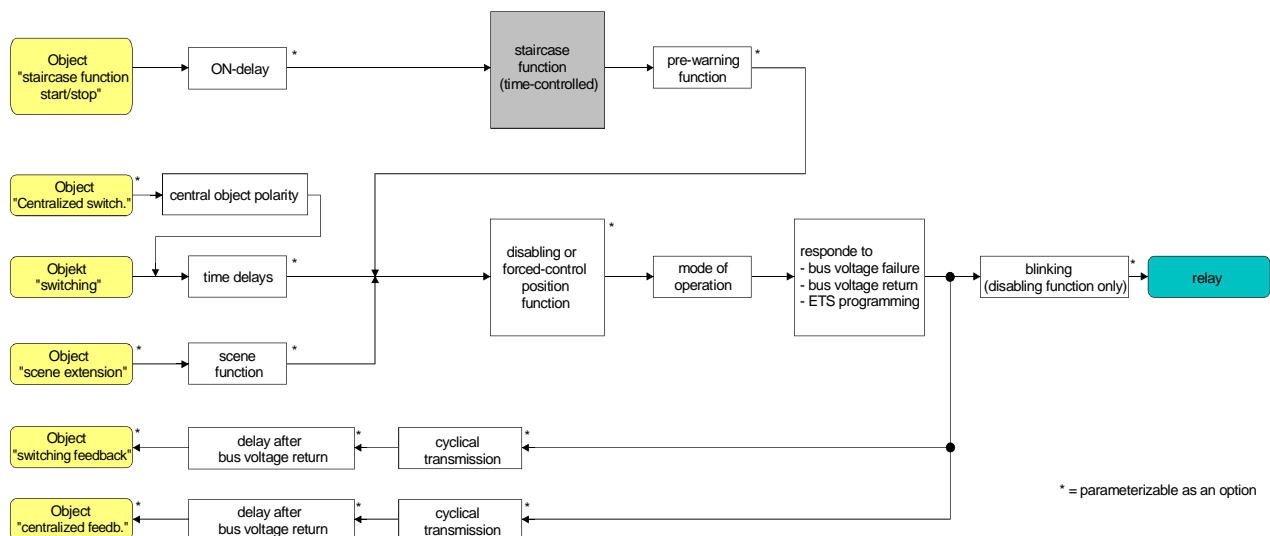 Object
"staircase function
start/stop"
*
ON-delay
staircase
function
(time-controlled)
*
pre-warning
function
Object
"Centralized switch."
*
central object polarity
Objekt
"switching"
time delays
*
disabling or
forced-control
position
function
*
mode of
operation
responde to
- bus voltage failure
- bus voltage return
- ETS programming
blinking
(disabling function only)
*
relay
Object
"scene extension"
*
scene
function
*
Object
"switching feedback"
*
delay after
bus voltage return
*
cyclical
transmission
*
* = parameterizable as an option
Object
"centralized feedb."
*
delay after
bus voltage return
*
cyclical
transmission
*